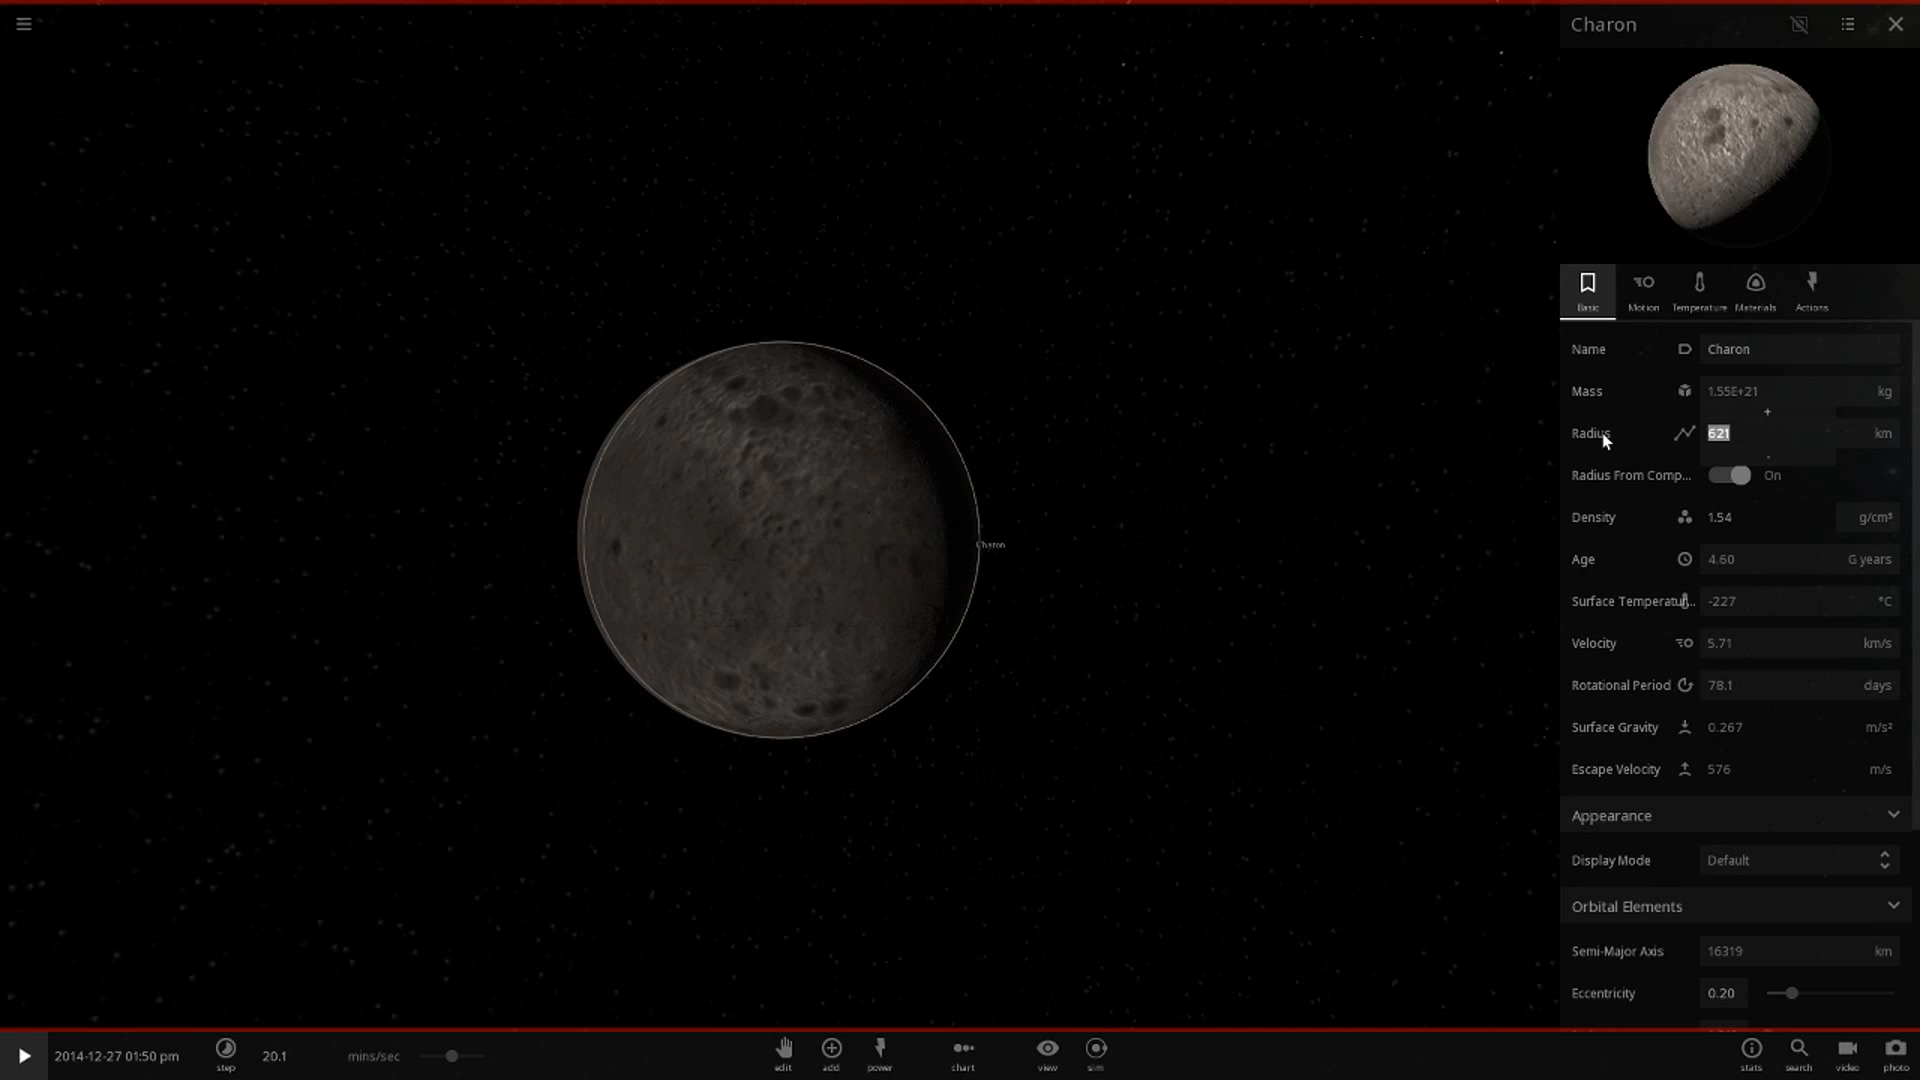 Charon
Basic
Motion
Temperature
Materials
Actions
Name Charon
Mass 1.55E+21 kg
Radius 621 km
Radius From Comp... On
Density 1.54 g/cm³
Age 4.60 G years
Surface Temperatur... -227 °C
Velocity 5.71 km/s
Rotational Period 78.1 days
Surface Gravity 0.267 m/s²
Escape Velocity 576 m/s
Appearance
Display Mode Default
Orbital Elements
Semi-Major Axis 16319 km
Eccentricity 0.20
Charon
2014-12-27 01:50 pm
step
20.1 mins/sec
edit
add
power
chart
view
sim
stats
search
video
photo